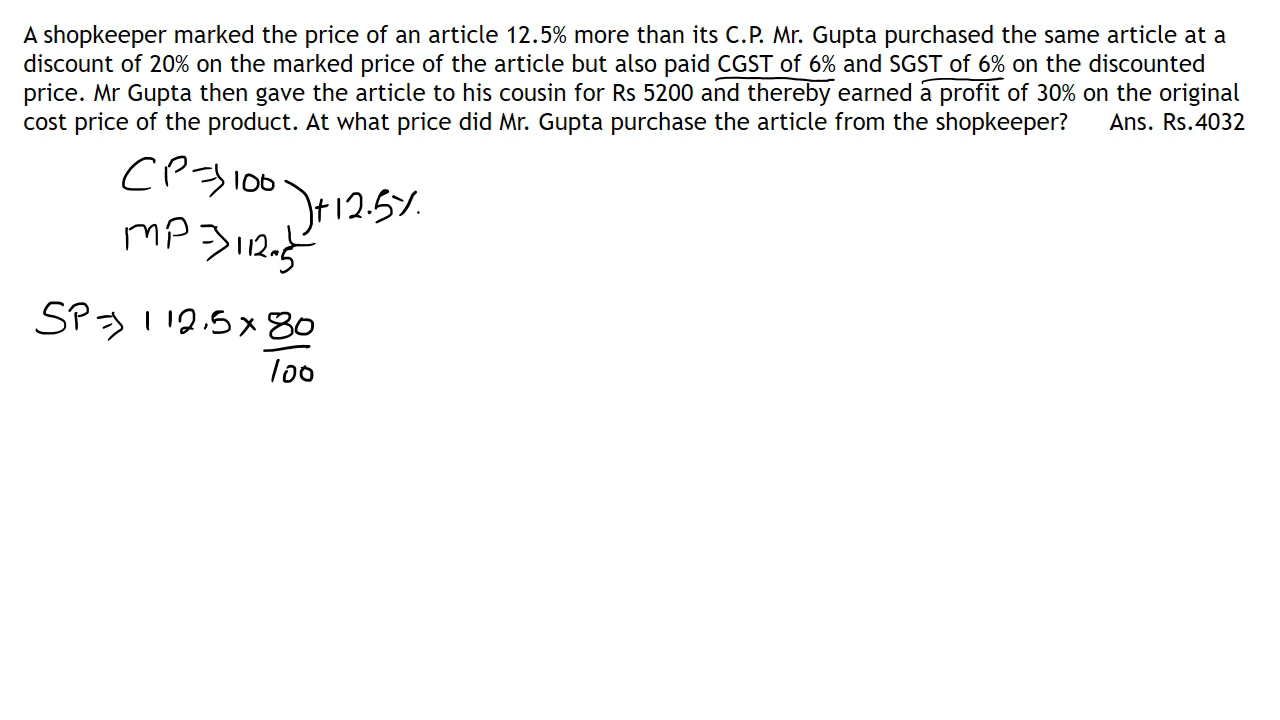 A shopkeeper marked the price of an article 12.5% more than its C.P. Mr. Gupta purchased the same article at a
discount of 20% on the marked price of the article but also paid CGST of 6% and SGST of 6% on the discounted
price. Mr Gupta then gave the article to his cousin for Rs 5200 and thereby earned a profit of 30% on the original
cost price of the product. At what price did Mr. Gupta purchase the article from the shopkeeper? Ans. Rs.4032
CP ⇒ 100
+12.5%
MP ⇒ 112.5
SP ⇒ 112.5 × 80
100